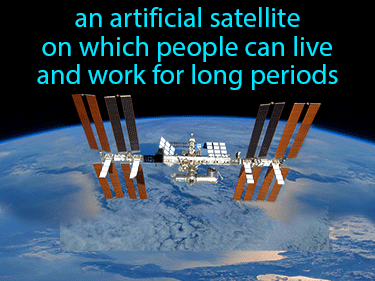 an artificial satellite
on which people can live
and work for long periods